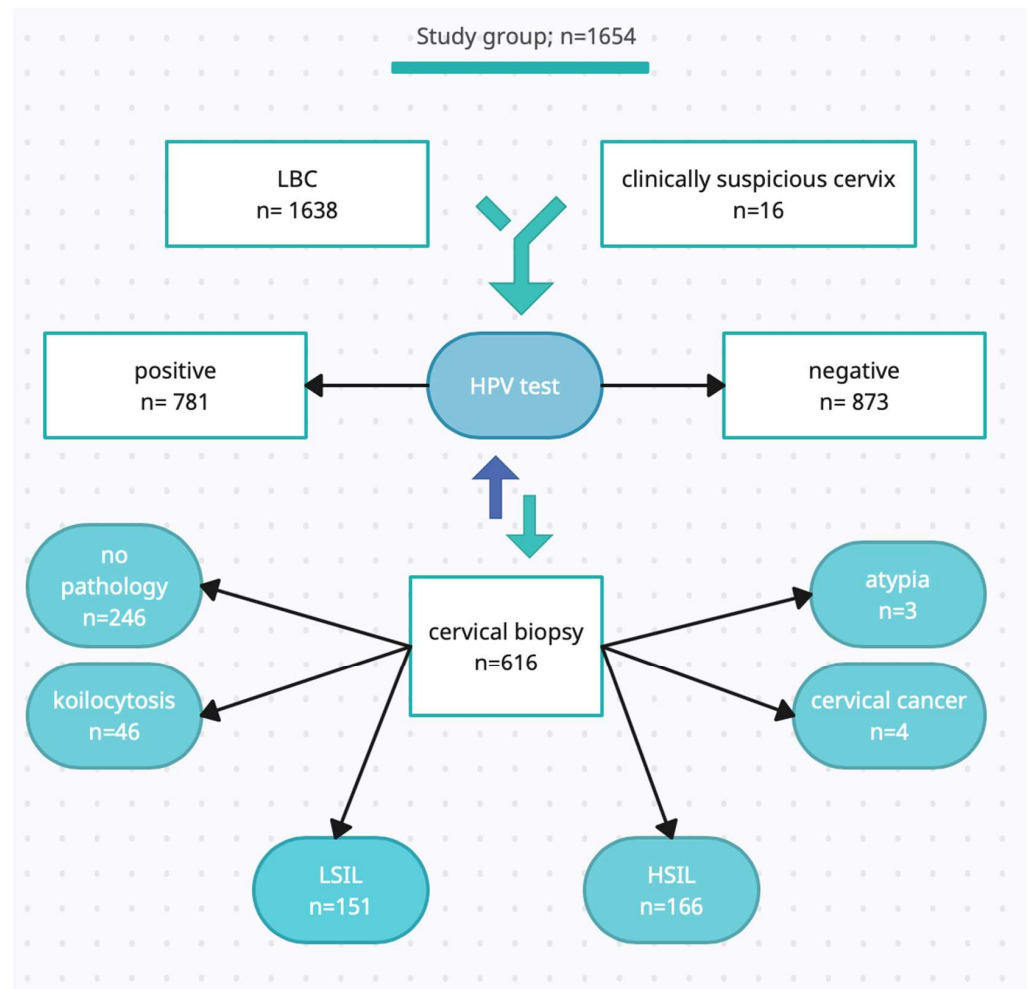 Study group; n=1654
LBC
n= 1638
clinically suspicious cervix
n=16
positive
n= 781
HPV test
negative
n= 873
no
pathology
n=246
koilocytosis
n=46
cervical biopsy
n=616
atypia
n=3
cervical cancer
n=4
LSIL
n=151
HSIL
n=166